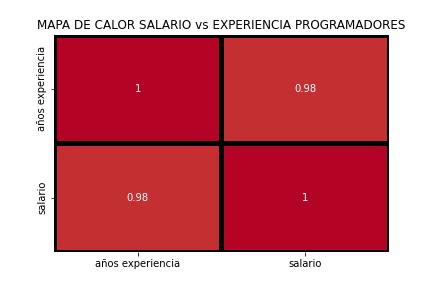 MAPA DE CALOR SALARIO vs EXPERIENCIA PROGRAMADORES
años experiencia
1
0.98
salario
0.98
1
años experiencia
salario